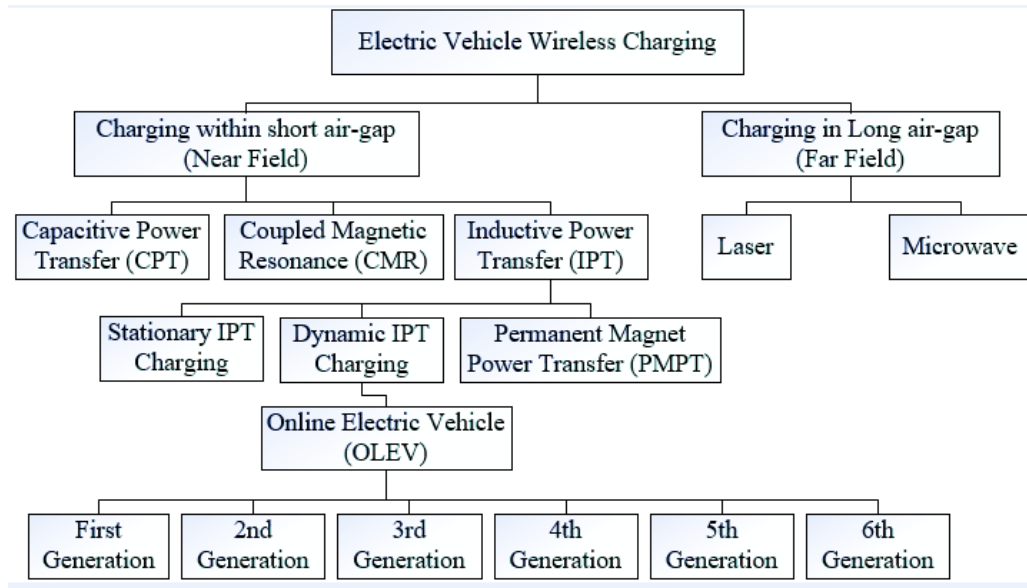 Electric Vehicle Wireless Charging
Charging within short air-gap
(Near Field)
Charging in Long air-gap
(Far Field)
Capacitive Power
Transfer (CPT)
Coupled Magnetic
Resonance (CMR)
Inductive Power
Transfer (IPT)
Laser
Microwave
Stationary IPT
Charging
Dynamic IPT
Charging
Permanent Magnet
Power Transfer (PMPT)
Online Electric Vehicle
(OLEV)
First
Generation
2nd
Generation
3rd
Generation
4th
Generation
5th
Generation
6th
Generation